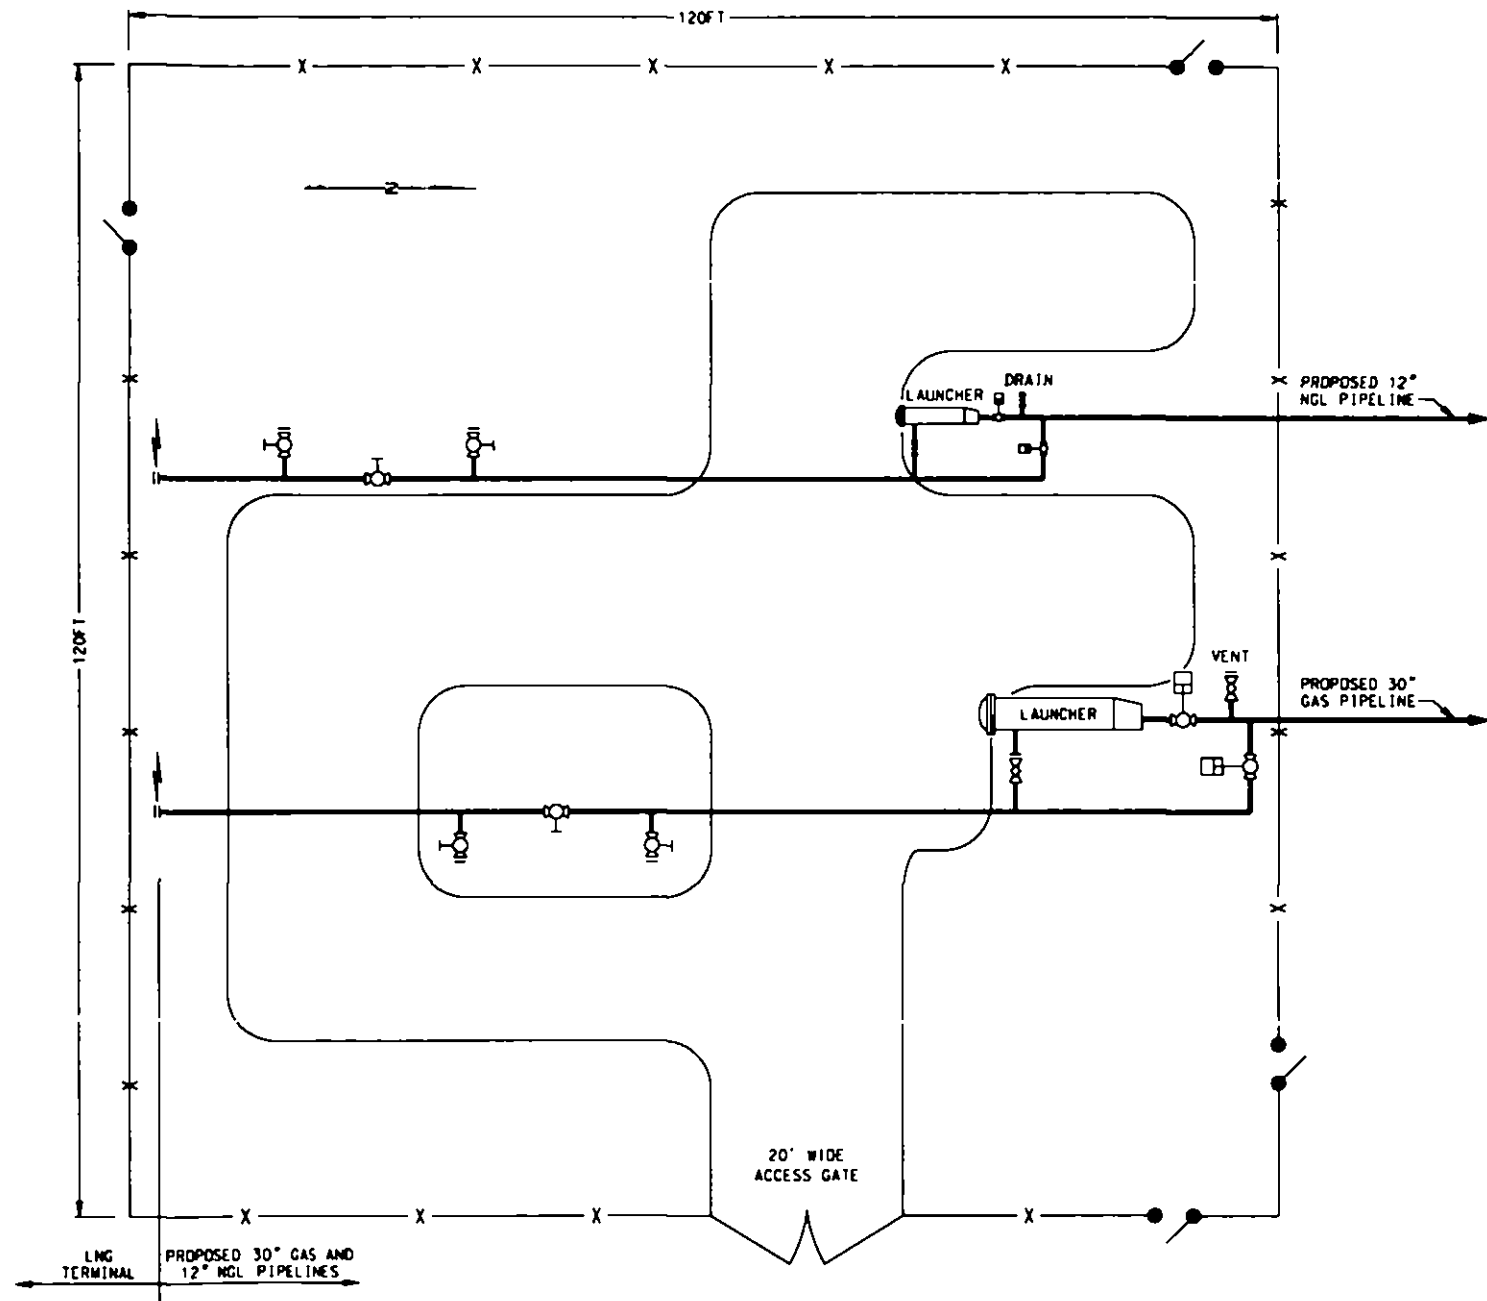 120FT
X X X X X
N
X
X
DRAIN
LAUNCHER
X
PROPOSED 12"
NGL PIPELINE
X
X
X
120FT
VENT
LAUNCHER
PROPOSED 30"
GAS PIPELINE
X
X
X
X
X
20' WIDE
ACCESS GATE
X X X X
LNG
TERMINAL
PROPOSED 30" GAS AND
12" NGL PIPELINES